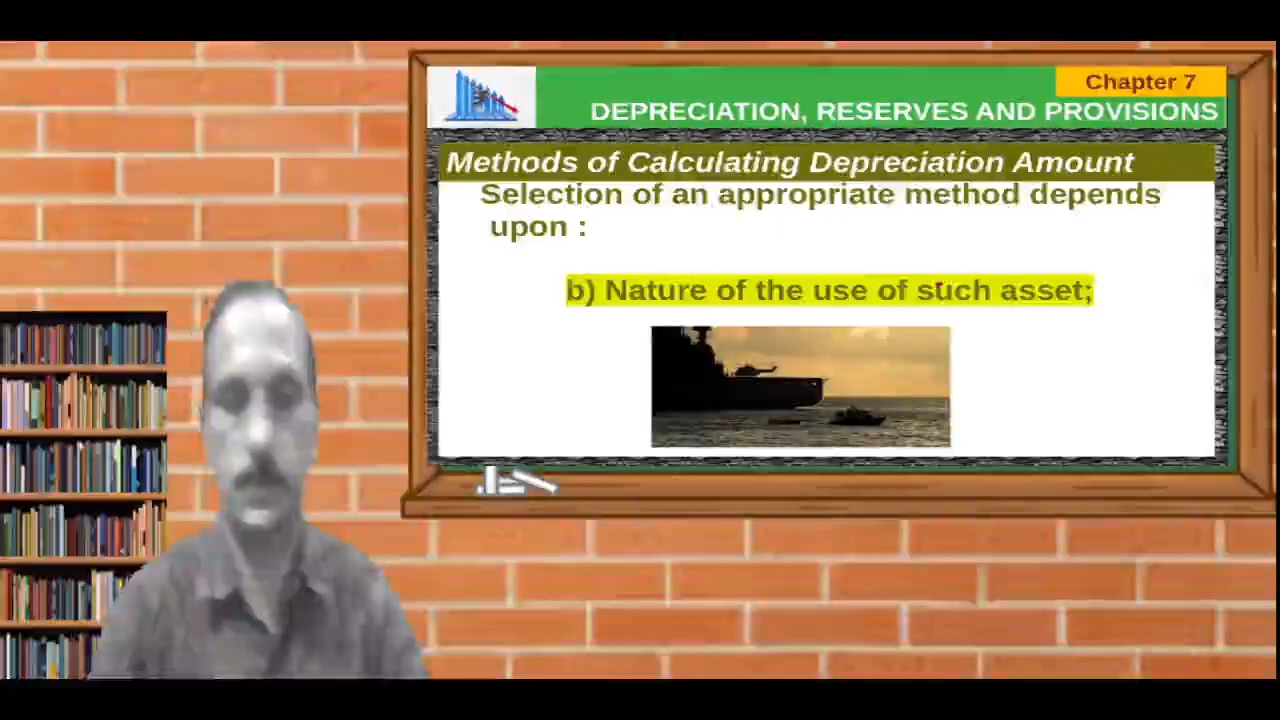 Chapter 7
DEPRECIATION, RESERVES AND PROVISIONS
Methods of Calculating Depreciation Amount
Selection of an appropriate method depends
upon :
b) Nature of the use of such asset;